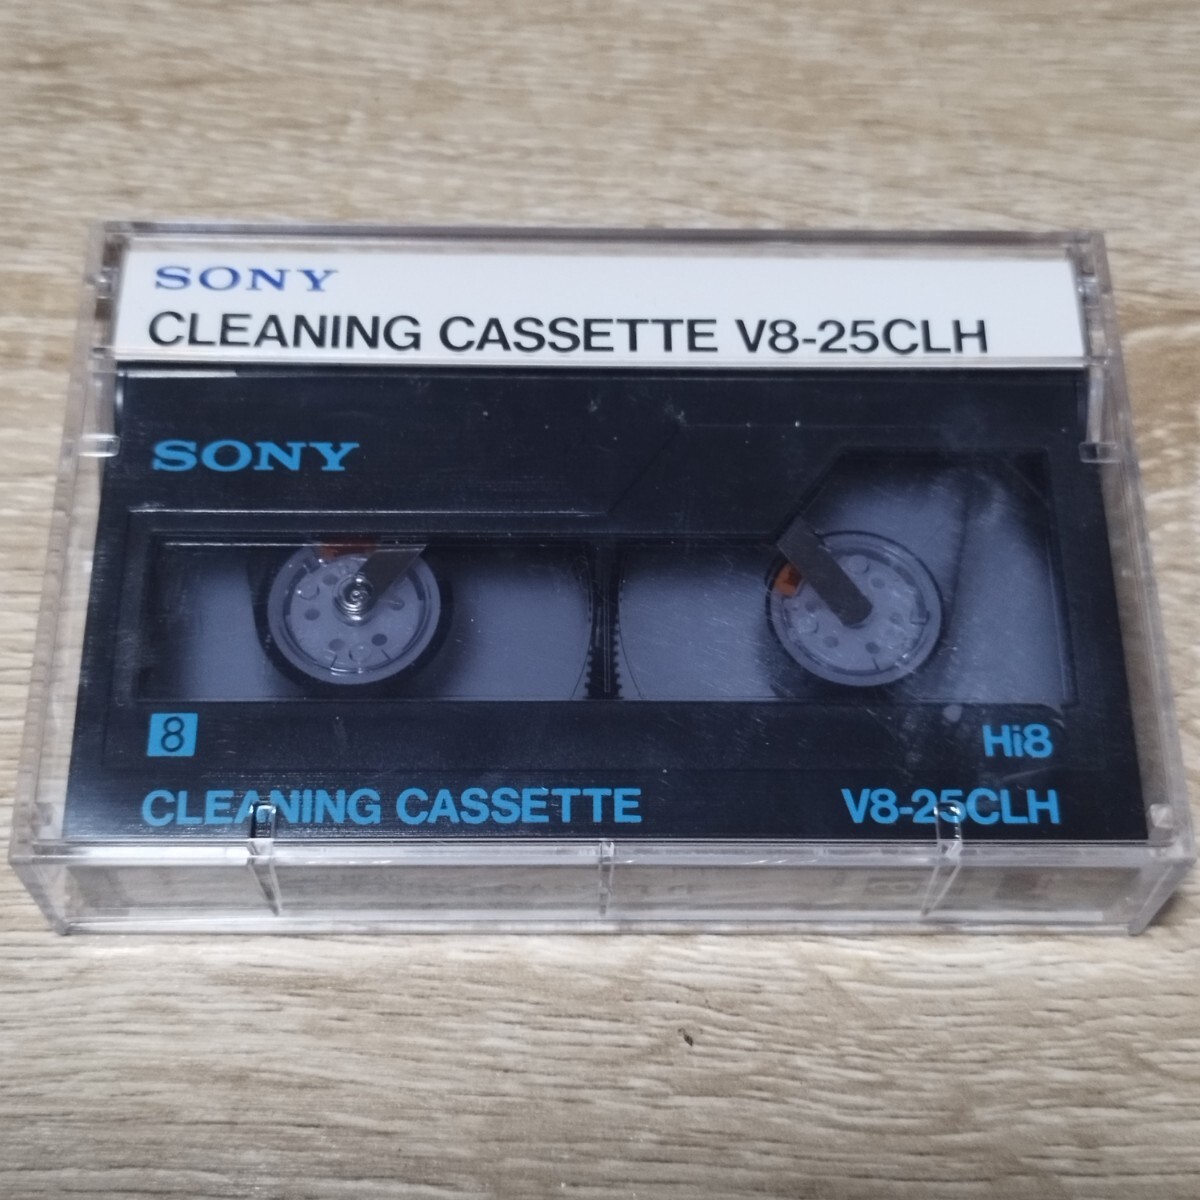 SONY
CLEANING CASSETTE V8-25CLH
SONY
8
Hi8
CLEANING CASSETTE
V8-25CLH